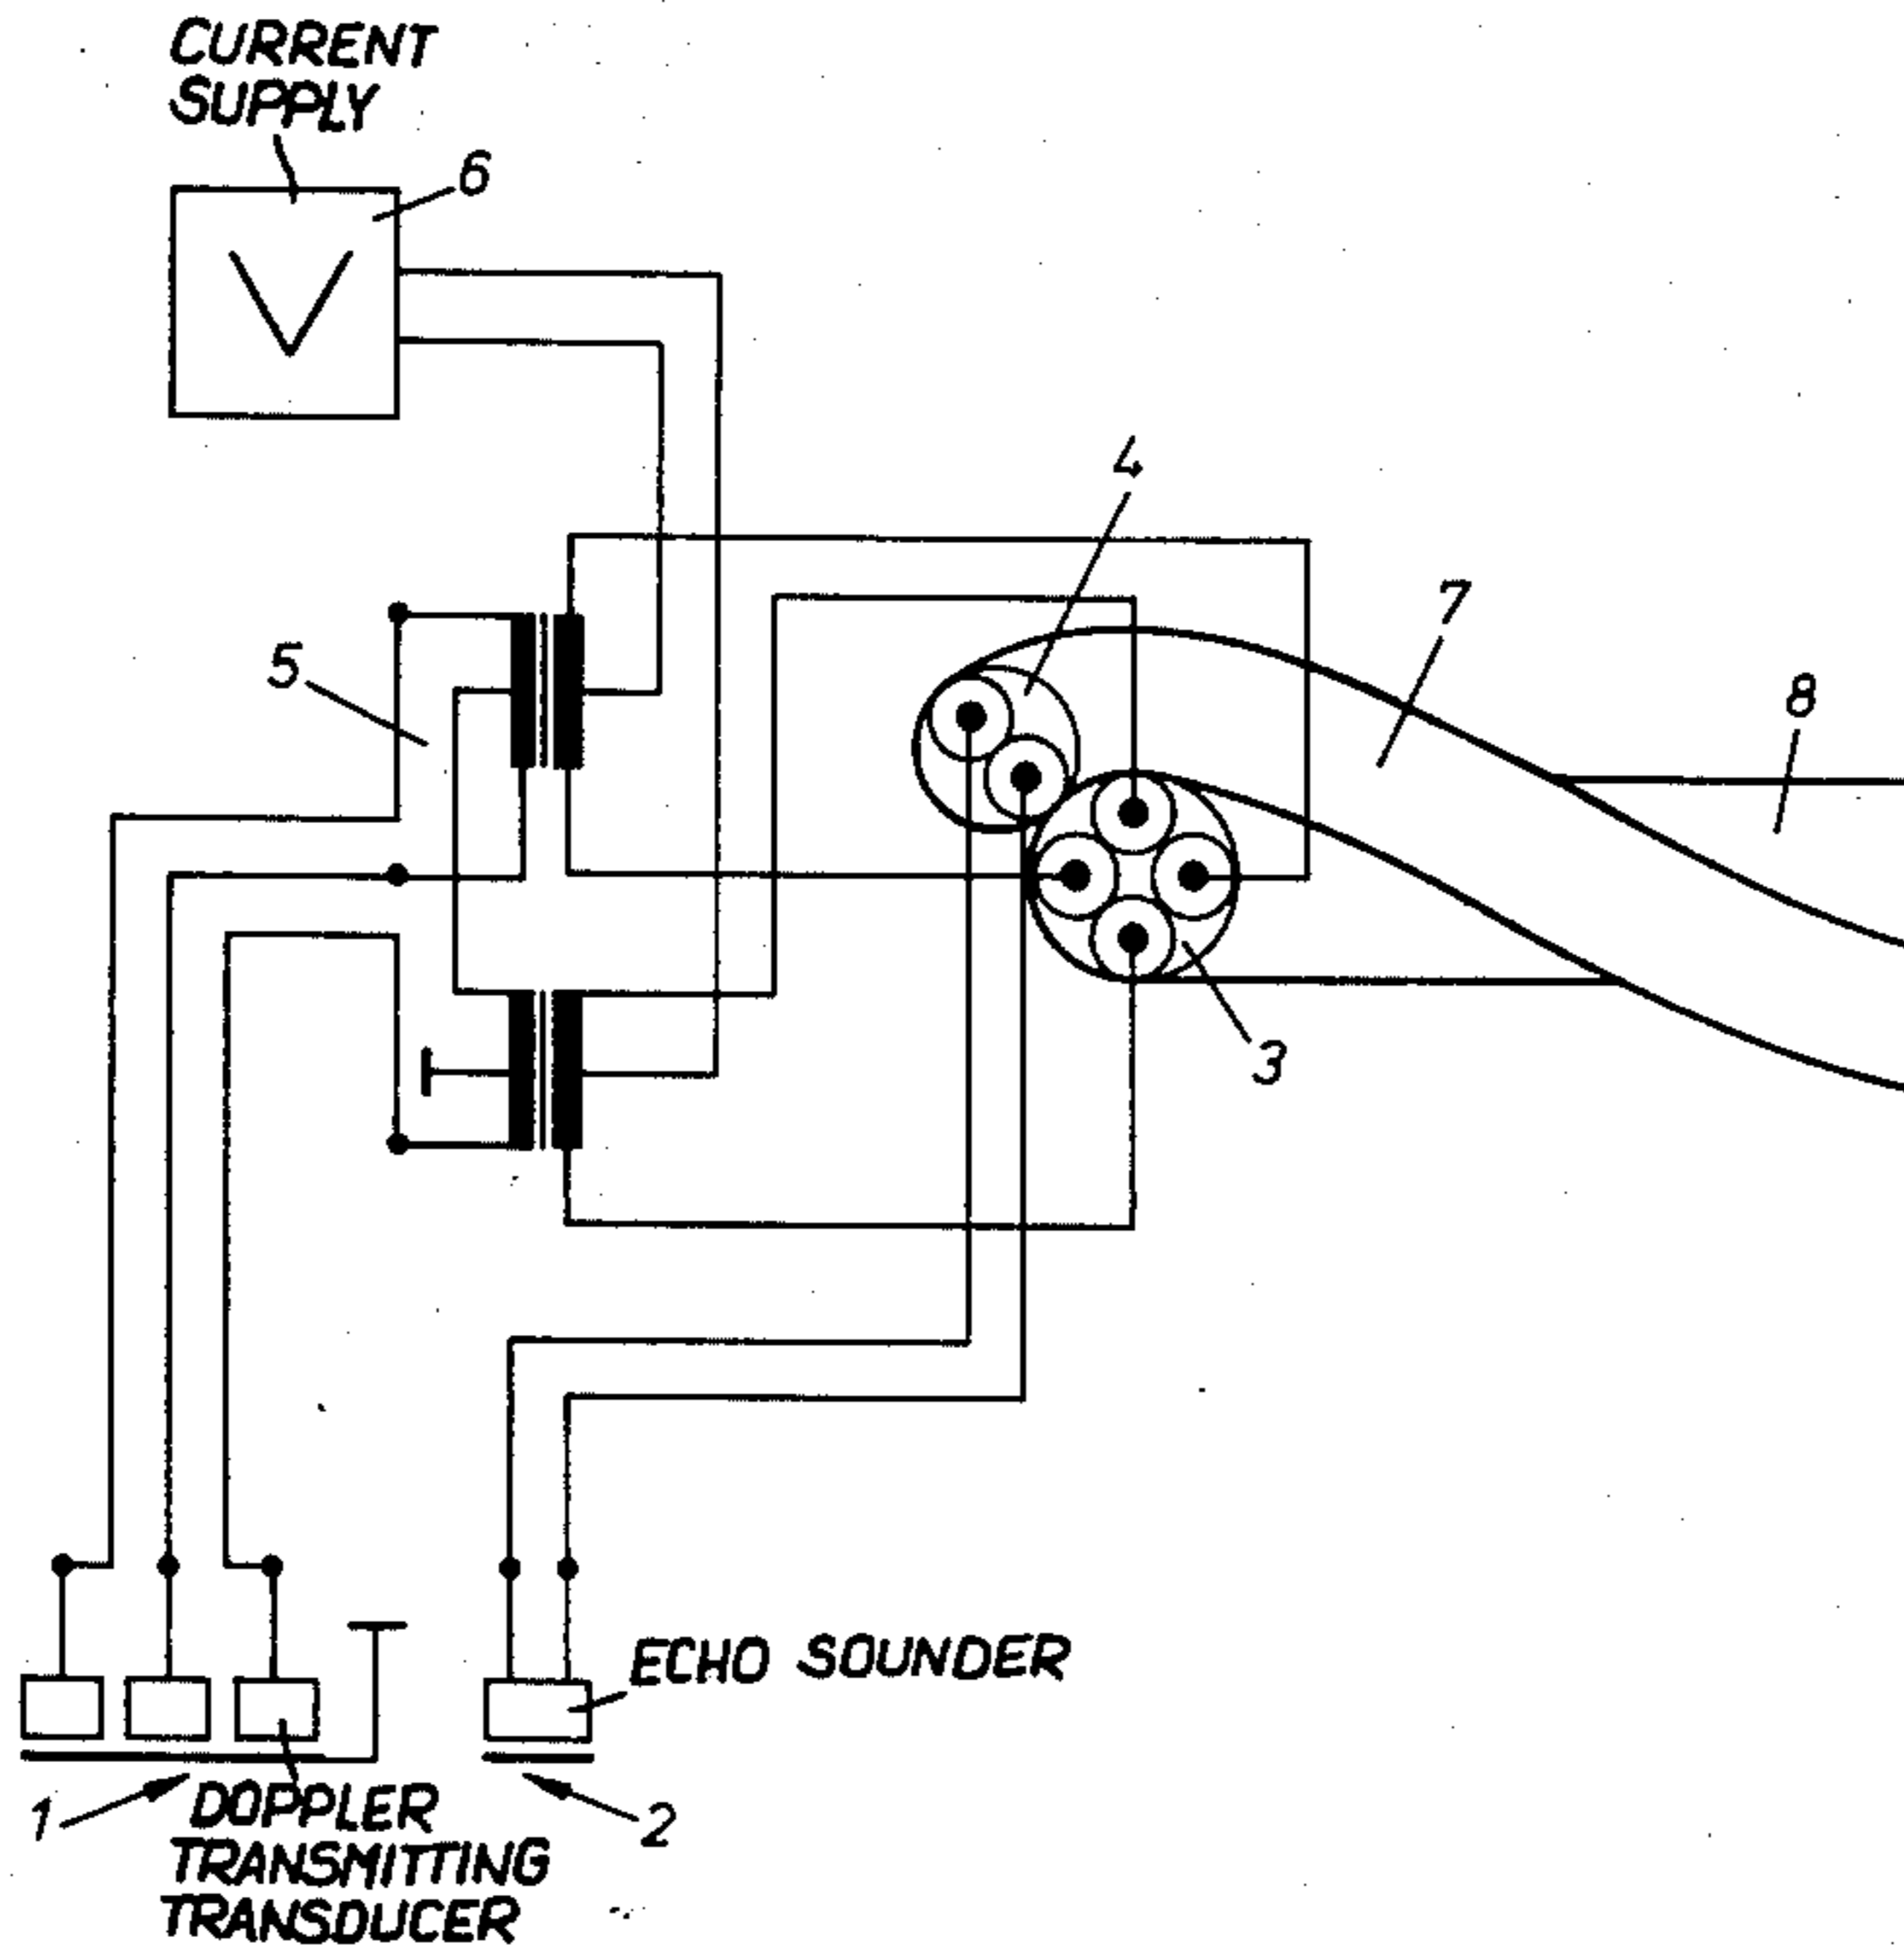 CURRENT
SUPPLY
6
V
4
7
5
8
3
ECHO SOUNDER
1
DOPPLER
2
TRANSMITTING
TRANSDUCER